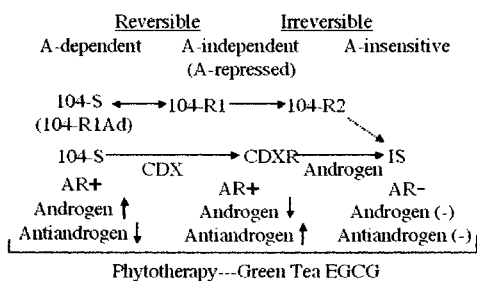 Reversible Irreversible
A-dependent A-independent A-insensitive
(A-repressed)
104-S 104-R1 104-R2
(104-R1Ad)
104-S CDX CDXR Androgen IS
AR+ AR+ AR-
Androgen ↑ Androgen ↓ Androgen (-)
Antiandrogen ↓ Antiandrogen ↑ Antiandrogen (-)
Phytotherapy---Green Tea EGCG